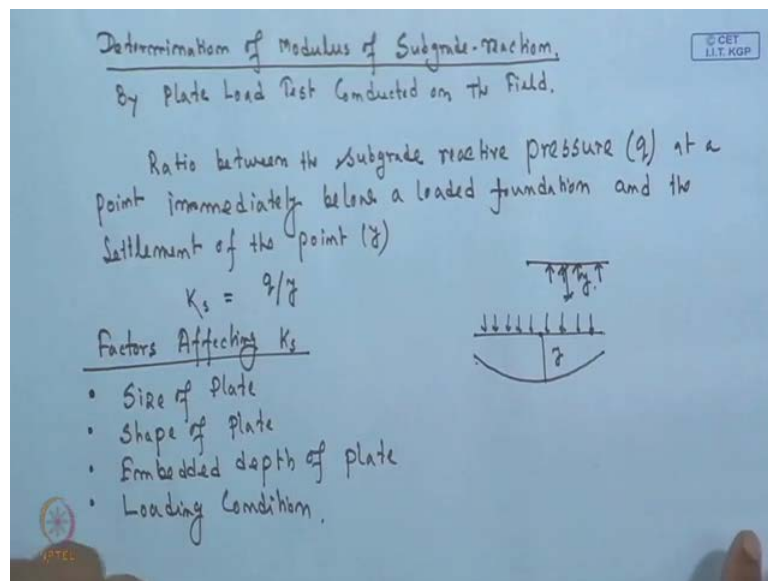 Determination of Modulus of Subgrade-reaction.
© CET
I.I.T. KGP
By Plate Load Test Conducted on The Field.
Ratio between the subgrade reactive pressure (q) at a
point immediately below a loaded foundation and the
Settlement of the point (y)
Ks = q/y
Factors Affecting Ks
• Size of Plate
• Shape of Plate
• Embedded depth of plate
• Loading Condition.
y
NPTEL